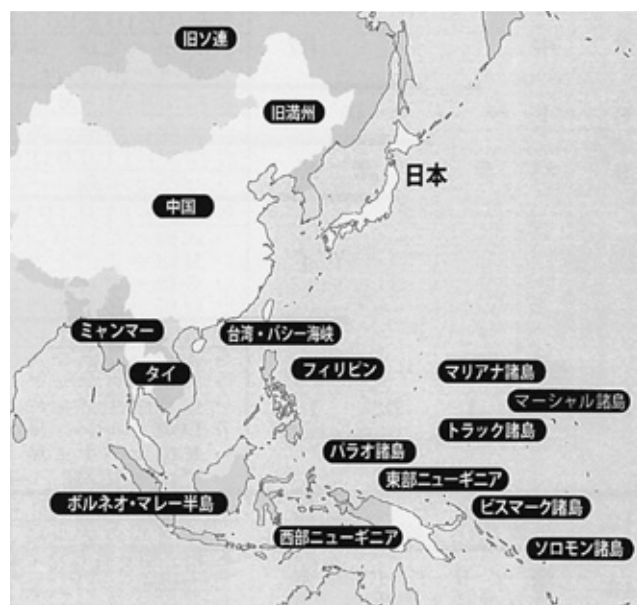 旧ソ連
旧満州
日本
中国
ミャンマー
台湾・バシー海峡
タイ
フィリピン
マリアナ諸島
マーシャル諸島
トラック諸島
パラオ諸島
東部ニューギニア
ボルネオ・マレー半島
ビスマーク諸島
西部ニューギニア
ソロモン諸島